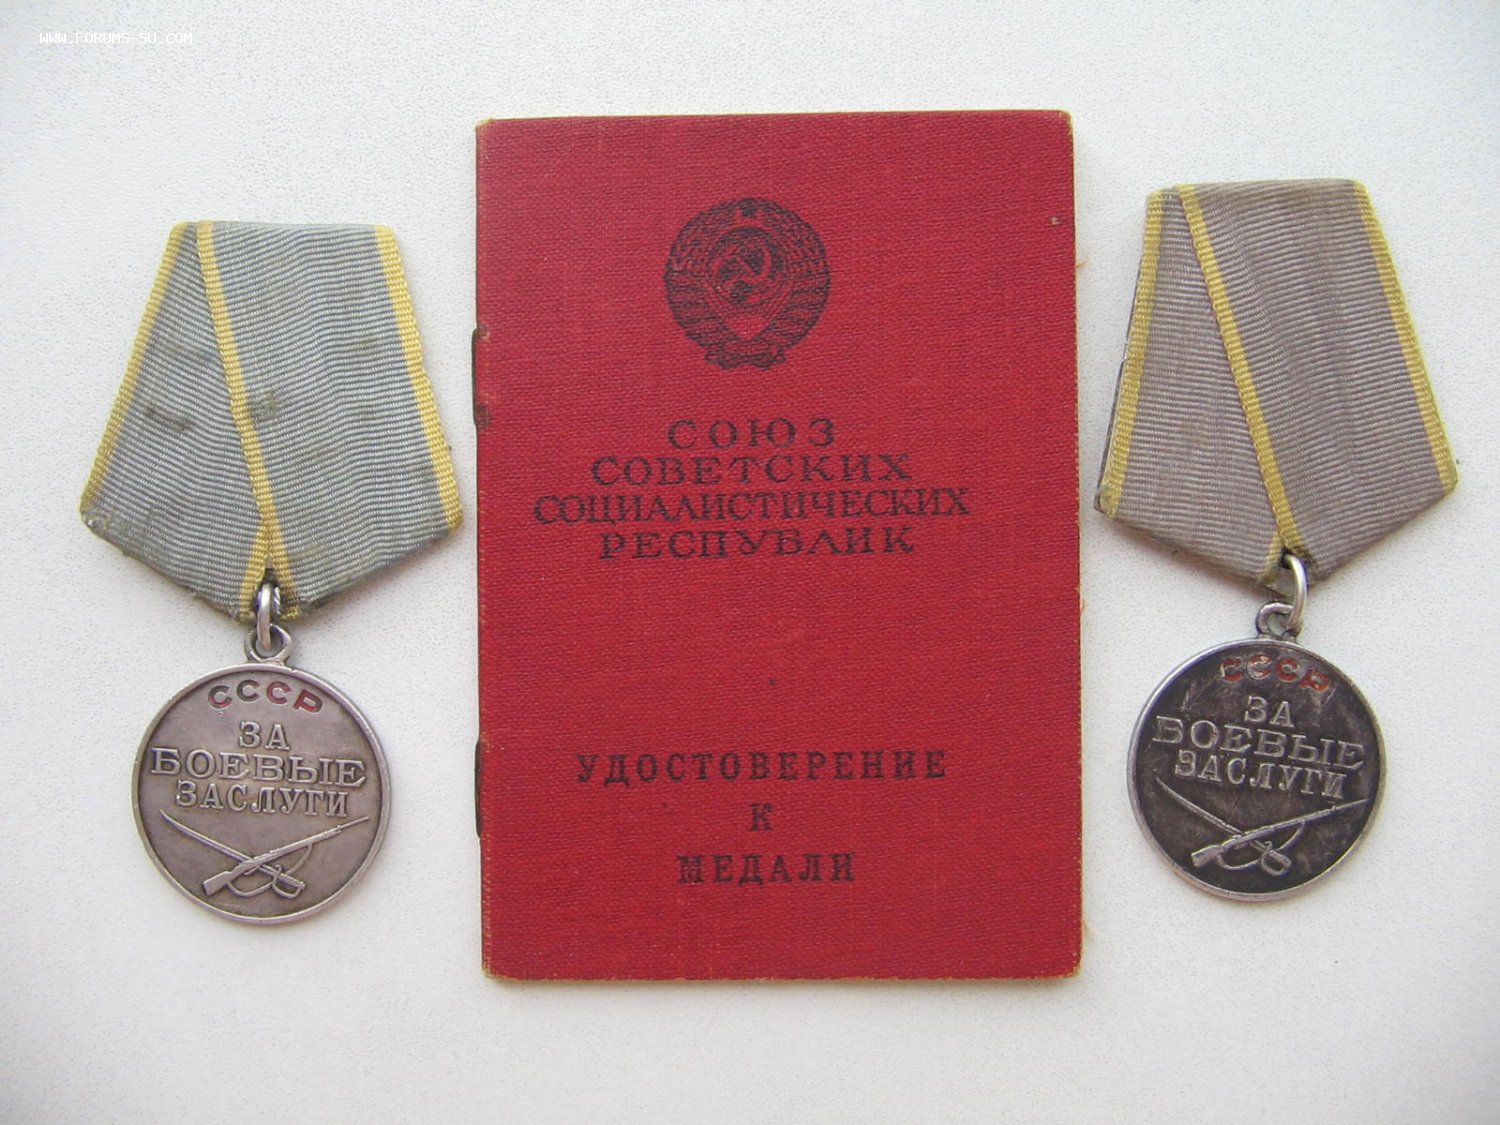 WWW.FORUMS-SU.COM
СОЮЗ
СОВЕТСКИХ
СОЦИАЛИСТИЧЕСКИХ
РЕСПУБЛИК
УДОСТОВЕРЕНИЕ
К
МЕДАЛИ
СССР
ЗА
БОЕВЫЕ
ЗАСЛУГИ
СССР
ЗА
БОЕВЫЕ
ЗАСЛУГИ